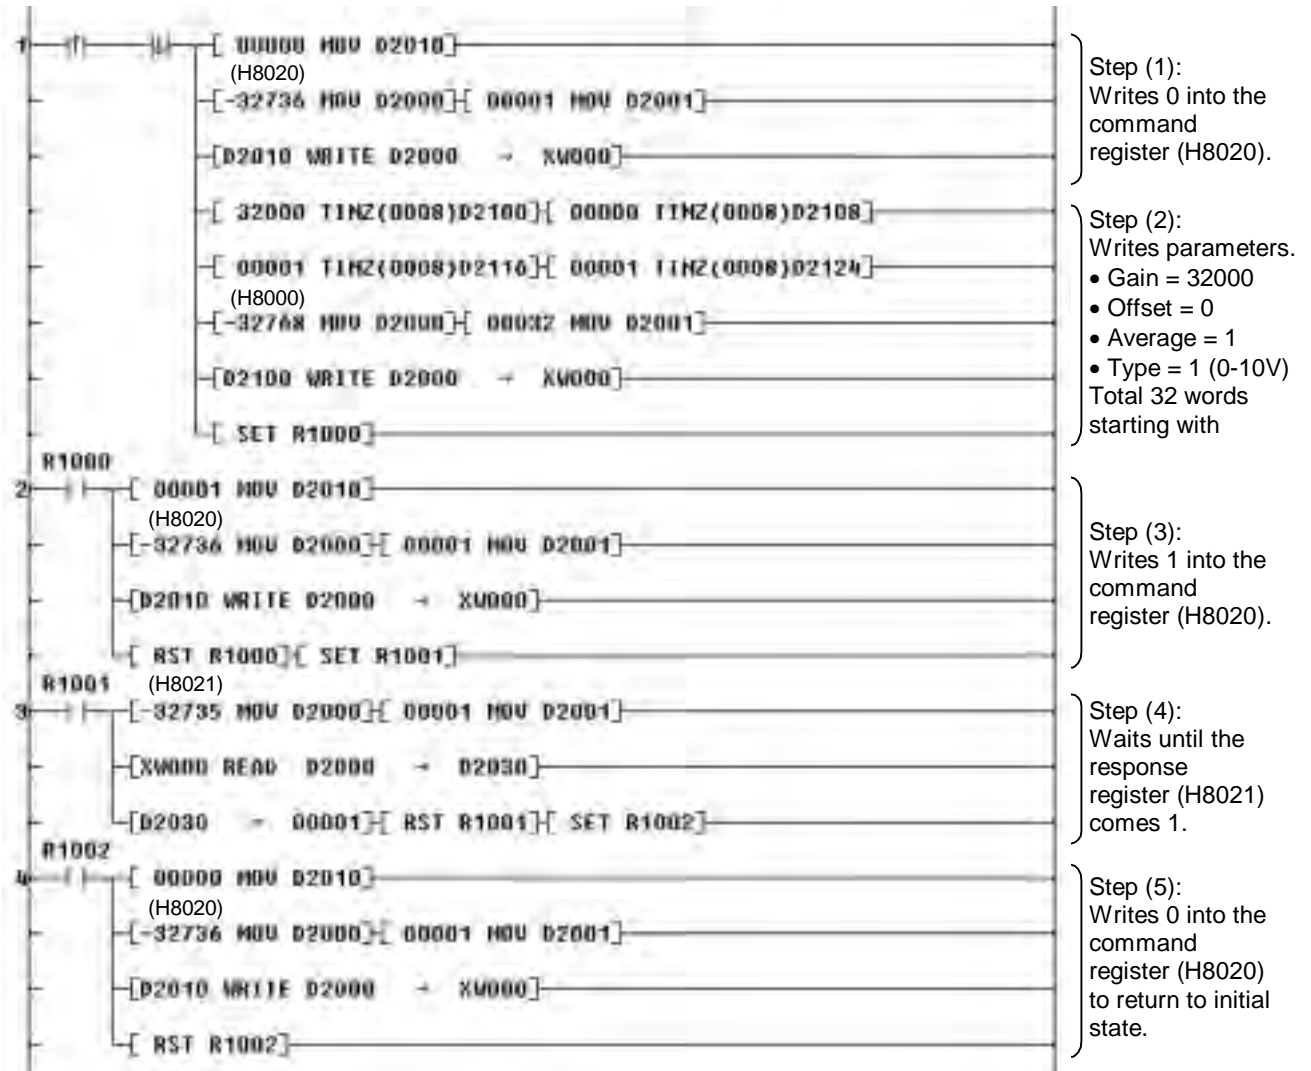 1 [ 00000 MOV D2010]
(H8020)
[-32736 MOV D2000][ 00001 MOV D2001]
[D2010 WRITE D2000 → XW000]
Step (1):
Writes 0 into the
command
register (H8020).
[ 32000 TINZ(0008)D2100][ 00000 TINZ(0008)D2108]
[ 00001 TINZ(0008)D2116][ 00001 TINZ(0008)D2124]
(H8000)
[-32768 MOV D2000][ 00032 MOV D2001]
[D2100 WRITE D2000 → XW000]
[ SET R1000]
Step (2):
Writes parameters.
• Gain = 32000
• Offset = 0
• Average = 1
• Type = 1 (0-10V)
Total 32 words
starting with
R1000
2 [ 00001 MOV D2010]
(H8020)
[-32736 MOV D2000][ 00001 MOV D2001]
[D2010 WRITE D2000 → XW000]
[ RST R1000][ SET R1001]
Step (3):
Writes 1 into the
command
register (H8020).
R1001
(H8021)
3 [-32735 MOV D2000][ 00001 MOV D2001]
[XW000 READ D2000 → D2030]
[D2030 = 00001][ RST R1001][ SET R1002]
Step (4):
Waits until the
response
register (H8021)
comes 1.
R1002
4 [ 00000 MOV D2010]
(H8020)
[-32736 MOV D2000][ 00001 MOV D2001]
[D2010 WRITE D2000 → XW000]
[ RST R1002]
Step (5):
Writes 0 into the
command
register (H8020)
to return to initial
state.